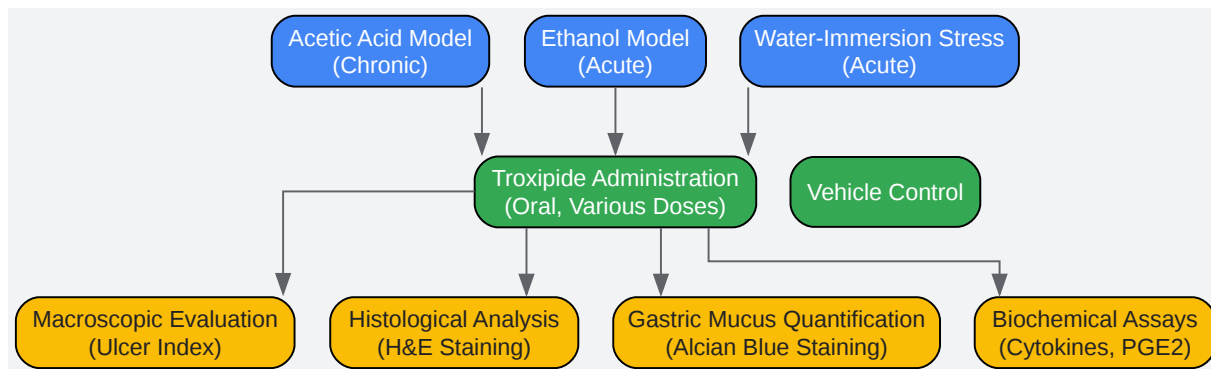 Acetic Acid Model
(Chronic)
Ethanol Model
(Acute)
Water-Immersion Stress
(Acute)
Troxipide Administration
(Oral, Various Doses)
Vehicle Control
Macroscopic Evaluation
(Ulcer Index)
Histological Analysis
(H&E Staining)
Gastric Mucus Quantification
(Alcian Blue Staining)
Biochemical Assays
(Cytokines, PGE2)